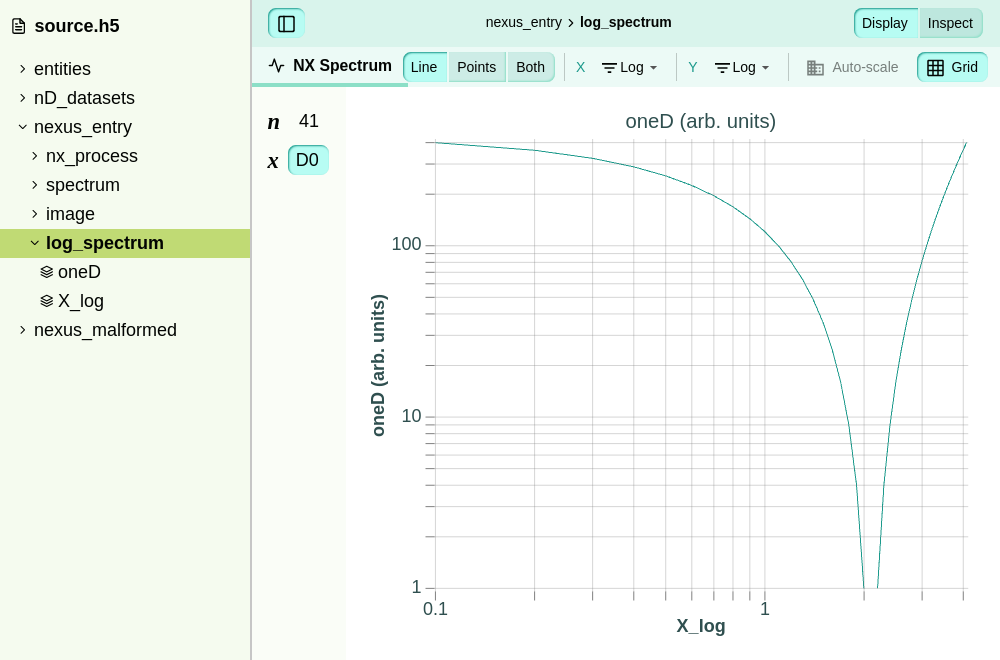 source.h5
entities
nD_datasets
nexus_entry
nx_process
spectrum
image
log_spectrum
oneD
X_log
nexus_malformed
nexus_entry › log_spectrum
Display Inspect
NX Spectrum Line Points Both X Log Y Log Auto-scale Grid
n 41
x D0
oneD (arb. units)
100
10
1
oneD (arb. units)
0.1 1
X_log